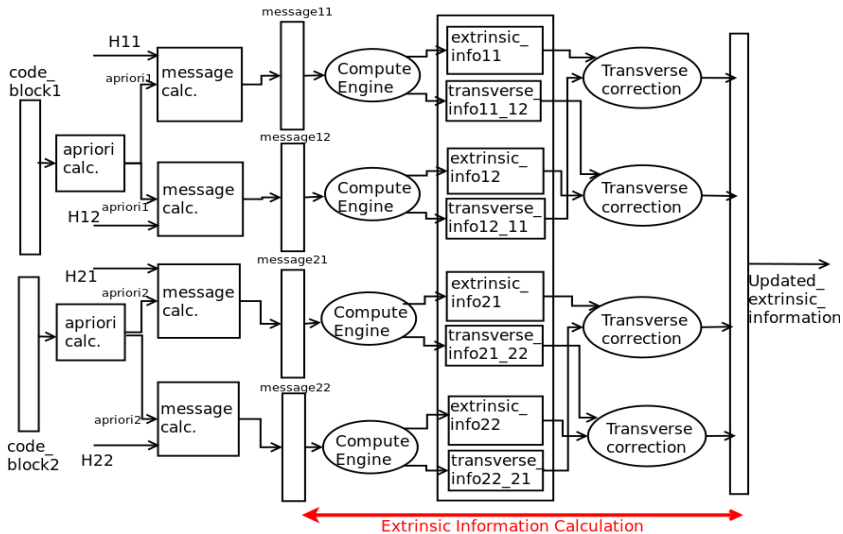 message11
H11
code_
block1
apriori1
message
calc.
Compute
Engine
extrinsic_
info11
transverse_
info11_12
Transverse
correction
apriori
calc.
message12
message
calc.
apriori1
H12
Compute
Engine
extrinsic_
info12
transverse_
info12_11
Transverse
correction
message21
H21
code_
block2
apriori2
message
calc.
apriori
calc.
Compute
Engine
extrinsic_
info21
transverse_
info21_22
Transverse
correction
Updated_
extrinsic_
information
message22
message
calc.
apriori2
H22
Compute
Engine
extrinsic_
info22
transverse_
info22_21
Transverse
correction
Extrinsic Information Calculation